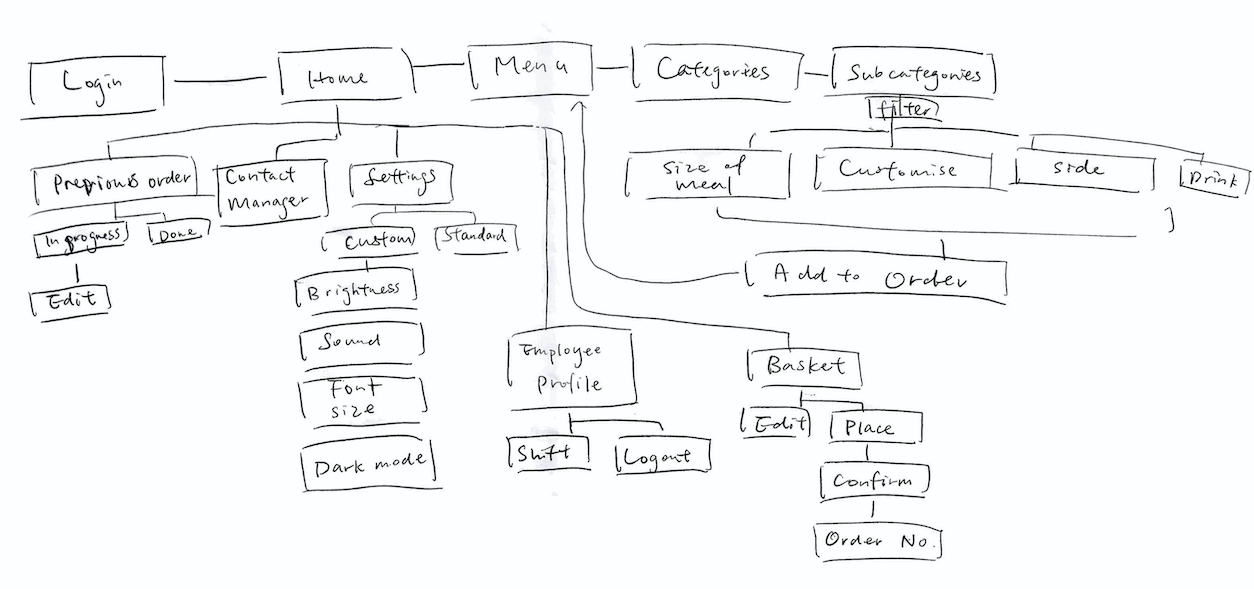 Login
Home
Menu
Categories
Subcategories
filter
Previous order
Contact
Manager
Settings
Size of
meal
Customise
side
Drink
In progress
Done
Custom
Standard
Edit
Brightness
Add to Order
Sound
Font
size
Dark mode
Employee
Profile
Shift
Logout
Basket
Edit
Place
Confirm
Order No.